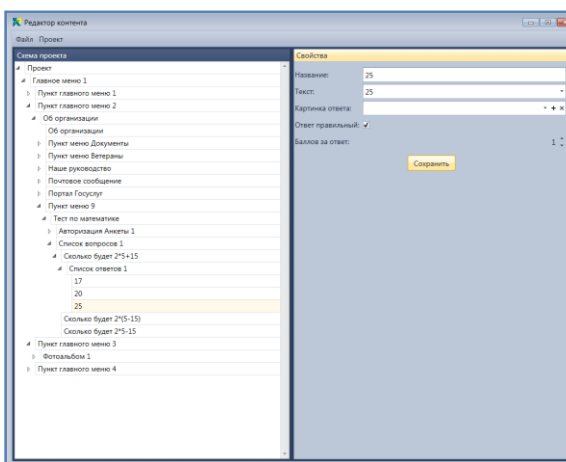 Редактор контента
Файл Проект
Схема проекта
Проект
Главное меню 1
Пункт главного меню 1
Пункт главного меню 2
Об организации
Об организации
Пункт меню Документы
Пункт меню Ветераны
Наше руководство
Почтовое сообщение
Портал Госуслуг
Пункт меню 9
Тест по математике
Авторизация Анкеты 1
Список вопросов 1
Сколько будет 2*5+15
Список ответов 1
17
20
25
Сколько будет 2*(5-15)
Сколько будет 2*5-15
Пункт главного меню 3
Фотоальбом 1
Пункт главного меню 4
Свойства
Название: 25
Текст: 25
Картинка ответа:
Ответ правильный:
Баллов за ответ: 1
Сохранить